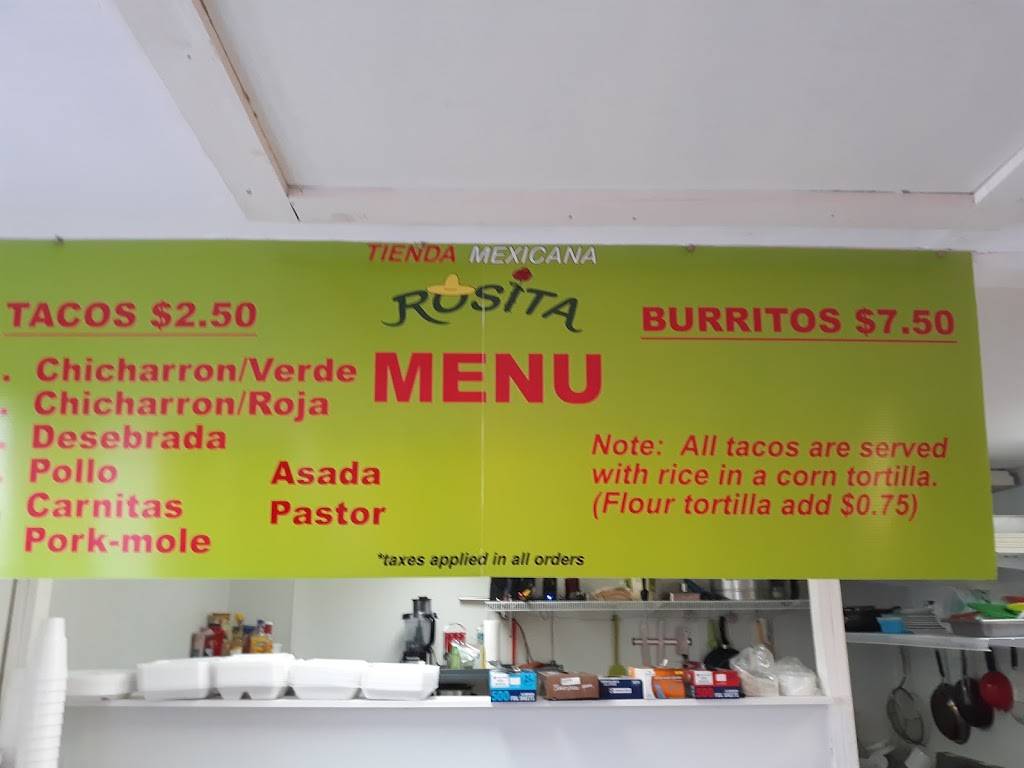 TIENDA MEXICANA
ROSITA
MENU
TACOS $2.50
. Chicharron/Verde
. Chicharron/Roja
. Desebrada
. Pollo
Carnitas
Pork-mole
Asada
Pastor
BURRITOS $7.50
Note: All tacos are served
with rice in a corn tortilla.
(Flour tortilla add $0.75)
*taxes applied in all orders
500
500